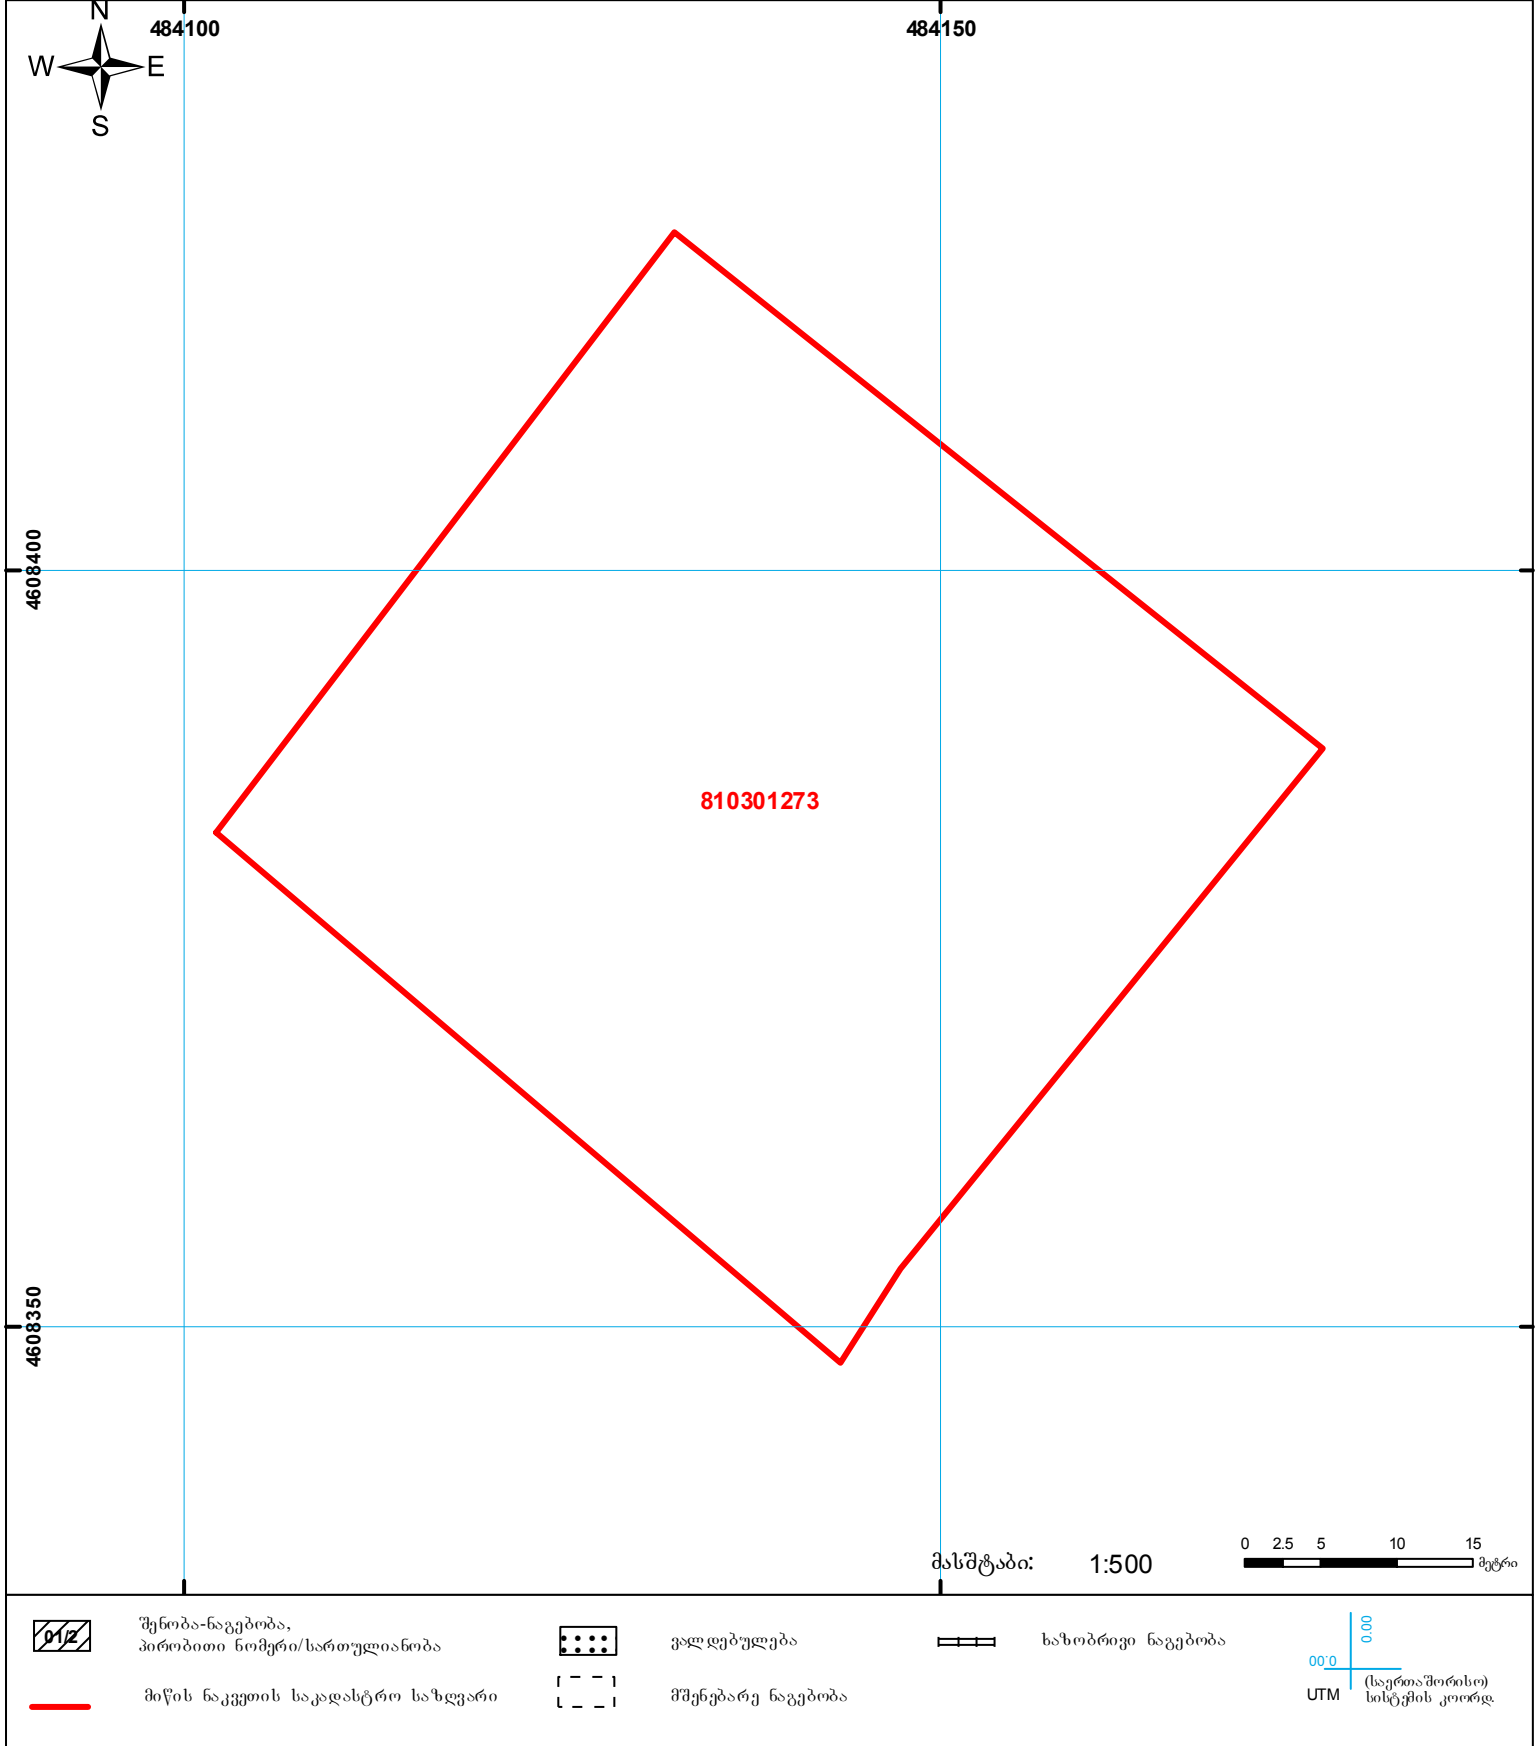 N
484100
484150
W
E
S
4608400
810301273
4608350
მასშტაბი: 1:500
0 2.5 5 10 15
მეტრი
01/2
შენობა-ნაგებობა,
პირობითი ნომერი/სართულიანობა
ვალდებულება
ხაზობრივი ნაგებობა
00.0
0.00
მიწის ნაკვეთის საკადასტრო საზღვარი
მშენებარე ნაგებობა
UTM
(საერთაშორისო)
სისტემის კოორდ.